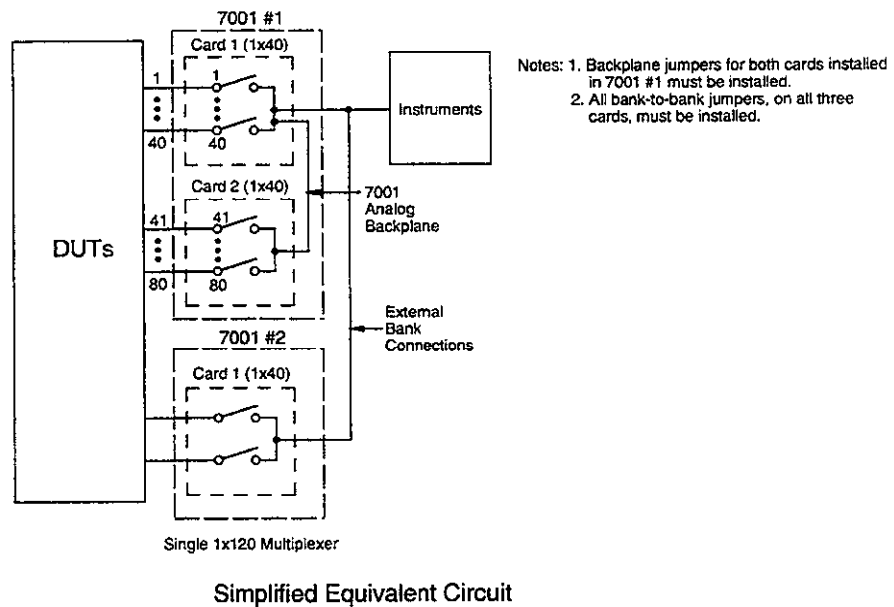 7001 #1
Card 1 (1x40)
1
1
40
40
Instruments
Notes: 1. Backplane jumpers for both cards installed
in 7001 #1 must be installed.
2. All bank-to-bank jumpers, on all three
cards, must be installed.
Card 2 (1x40)
7001
Analog
Backplane
41
41
80
80
DUTs
External
Bank
Connections
7001 #2
Card 1 (1x40)
Single 1x120 Multiplexer
Simplified Equivalent Circuit